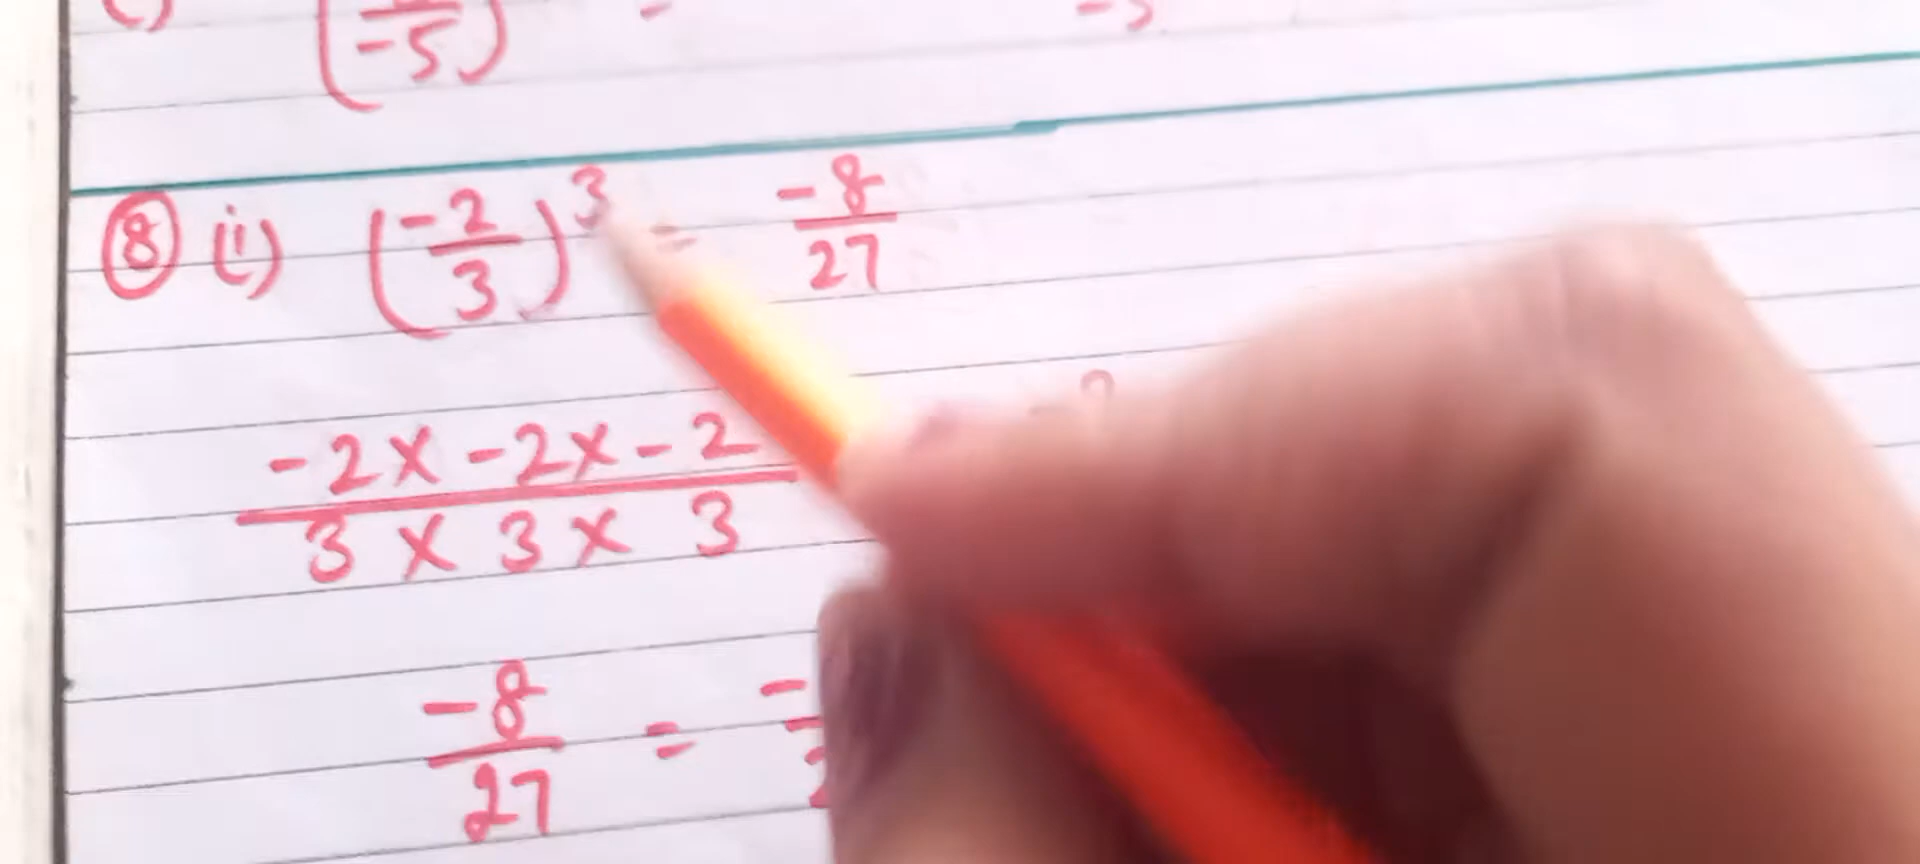 (-5)
⑧ (i) (-2/3)³ = -8/27
-2 x -2 x -2
3 x 3 x 3
-8/27 = -